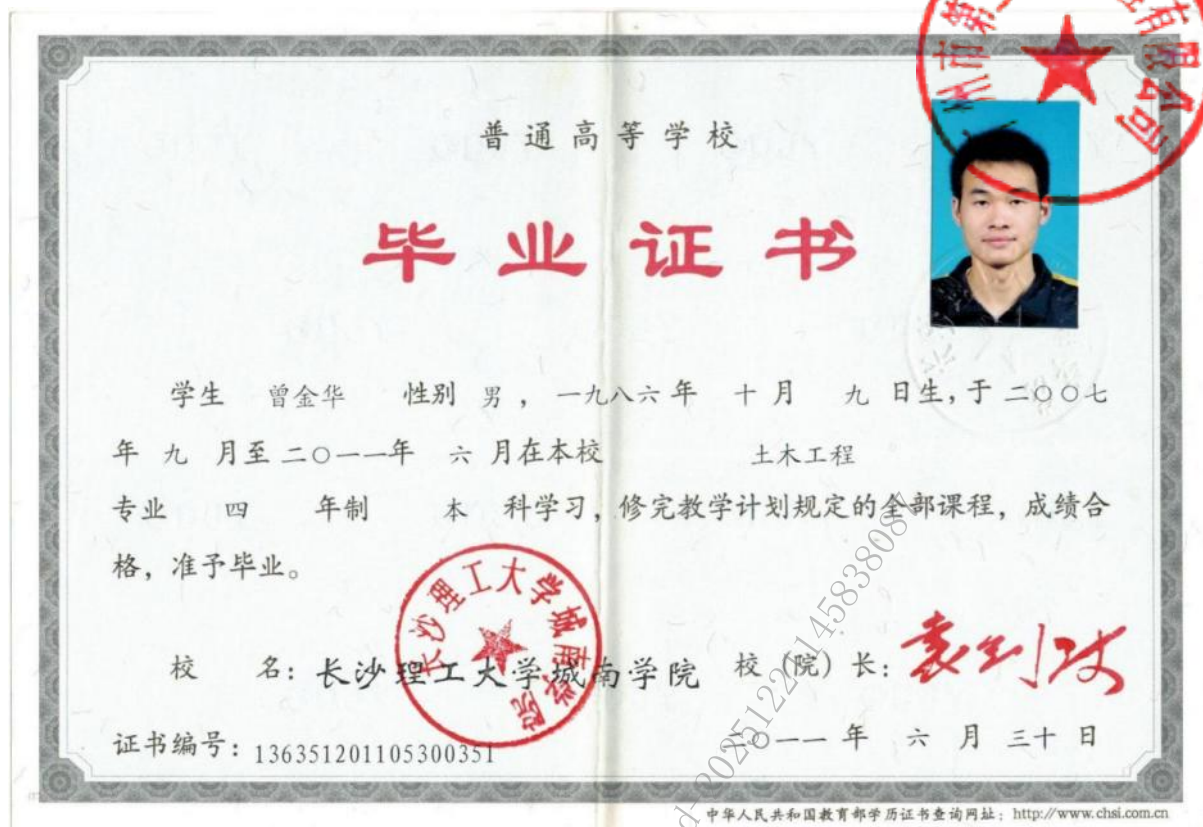 普通高等学校
毕业证书
学生 曾金华 性别 男，一九八六年 十月 九 日生，于二〇〇七
年 九 月至二〇一一年 六 月在本校 土木工程
专业 四 年制 本 科学习，修完教学计划规定的全部课程，成绩合
格，准予毕业。
长沙理工大学城南学院
校 名：长沙理工大学城南学院 校（院）长：
证书编号：136351201105300351 二〇一一年 六 月 三十 日
中华人民共和国教育部学历证书查询网址：http://www.chsi.com.cn